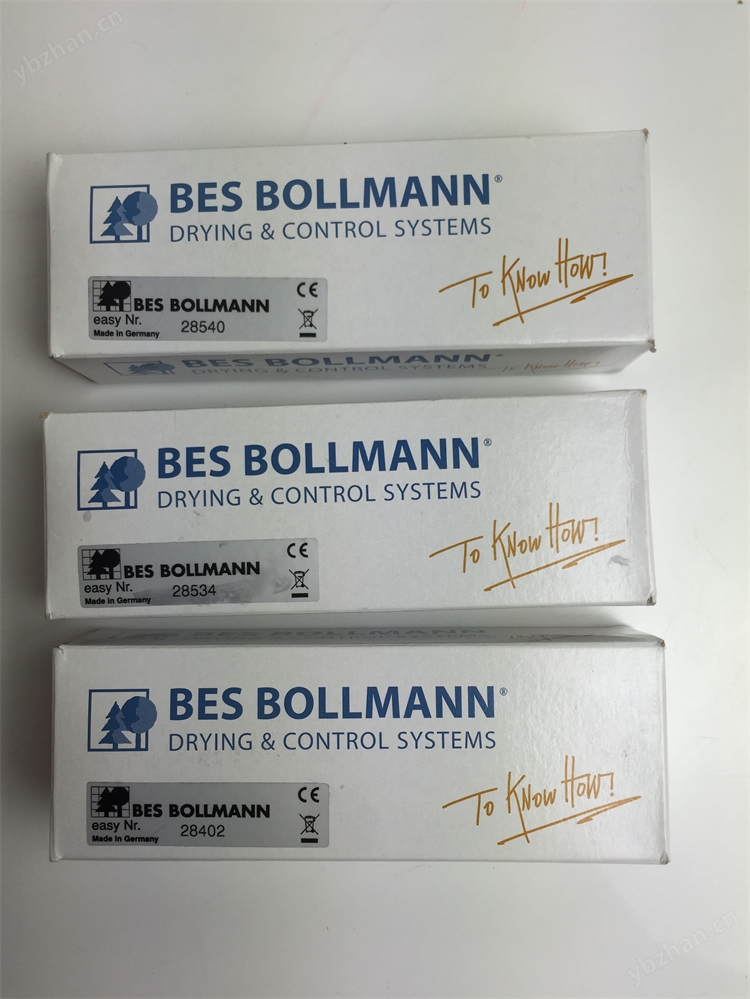 ybzhan.cn
BES BOLLMANN®
DRYING & CONTROL SYSTEMS
To Know How!
BES BOLLMANN
CE
easy Nr. 28540
Made in Germany
BES BOLLMANN
DRYING & CONTROL SYSTEMS
To Know How!
BES BOLLMANN®
DRYING & CONTROL SYSTEMS
To Know How!
BES BOLLMANN
CE
easy Nr. 28534
Made in Germany
BES BOLLMANN
BES BOLLMANN®
DRYING & CONTROL SYSTEMS
To Know How!
BES BOLLMANN
CE
easy Nr. 28402
Made in Germany
ybzhan.cn